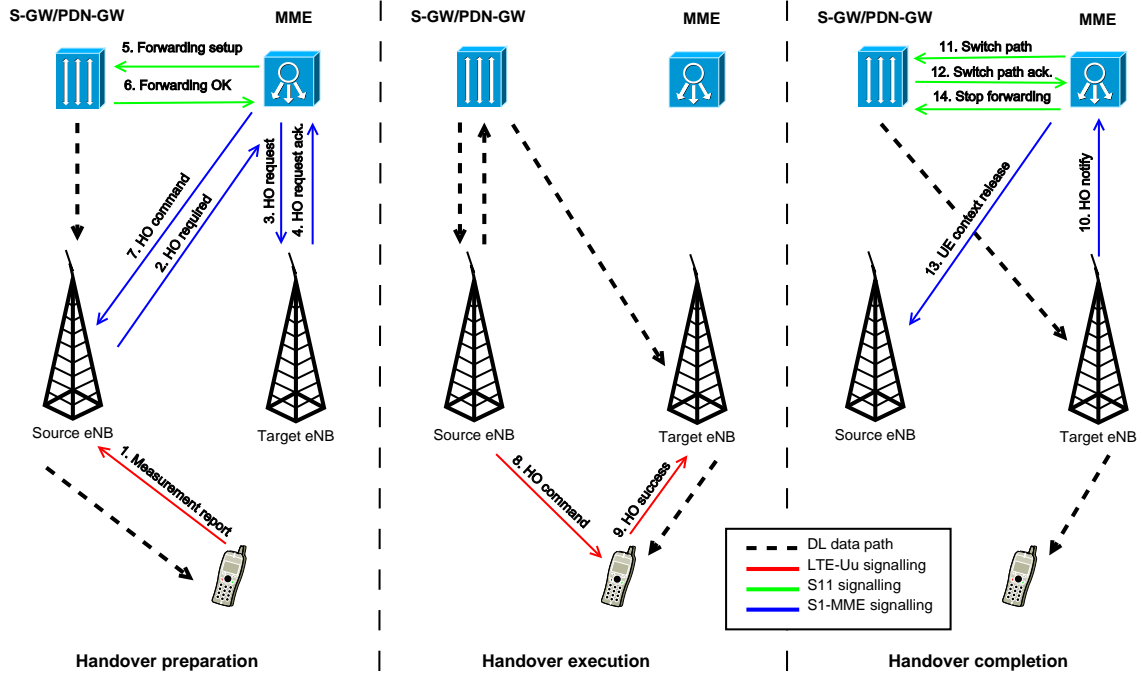 S-GW/PDN-GW
MME
5. Forwarding setup
6. Forwarding OK
7. HO command
2. HO required
3. HO request
4. HO request ack.
Source eNB
Target eNB
1. Measurement report
Handover preparation
S-GW/PDN-GW
MME
Source eNB
Target eNB
8. HO command
9. HO success
Handover execution
S-GW/PDN-GW
MME
11. Switch path
12. Switch path ack.
14. Stop forwarding
13. UE context release
10. HO notify
Source eNB
Target eNB
DL data path
LTE-Uu signalling
S11 signalling
S1-MME signalling
Handover completion